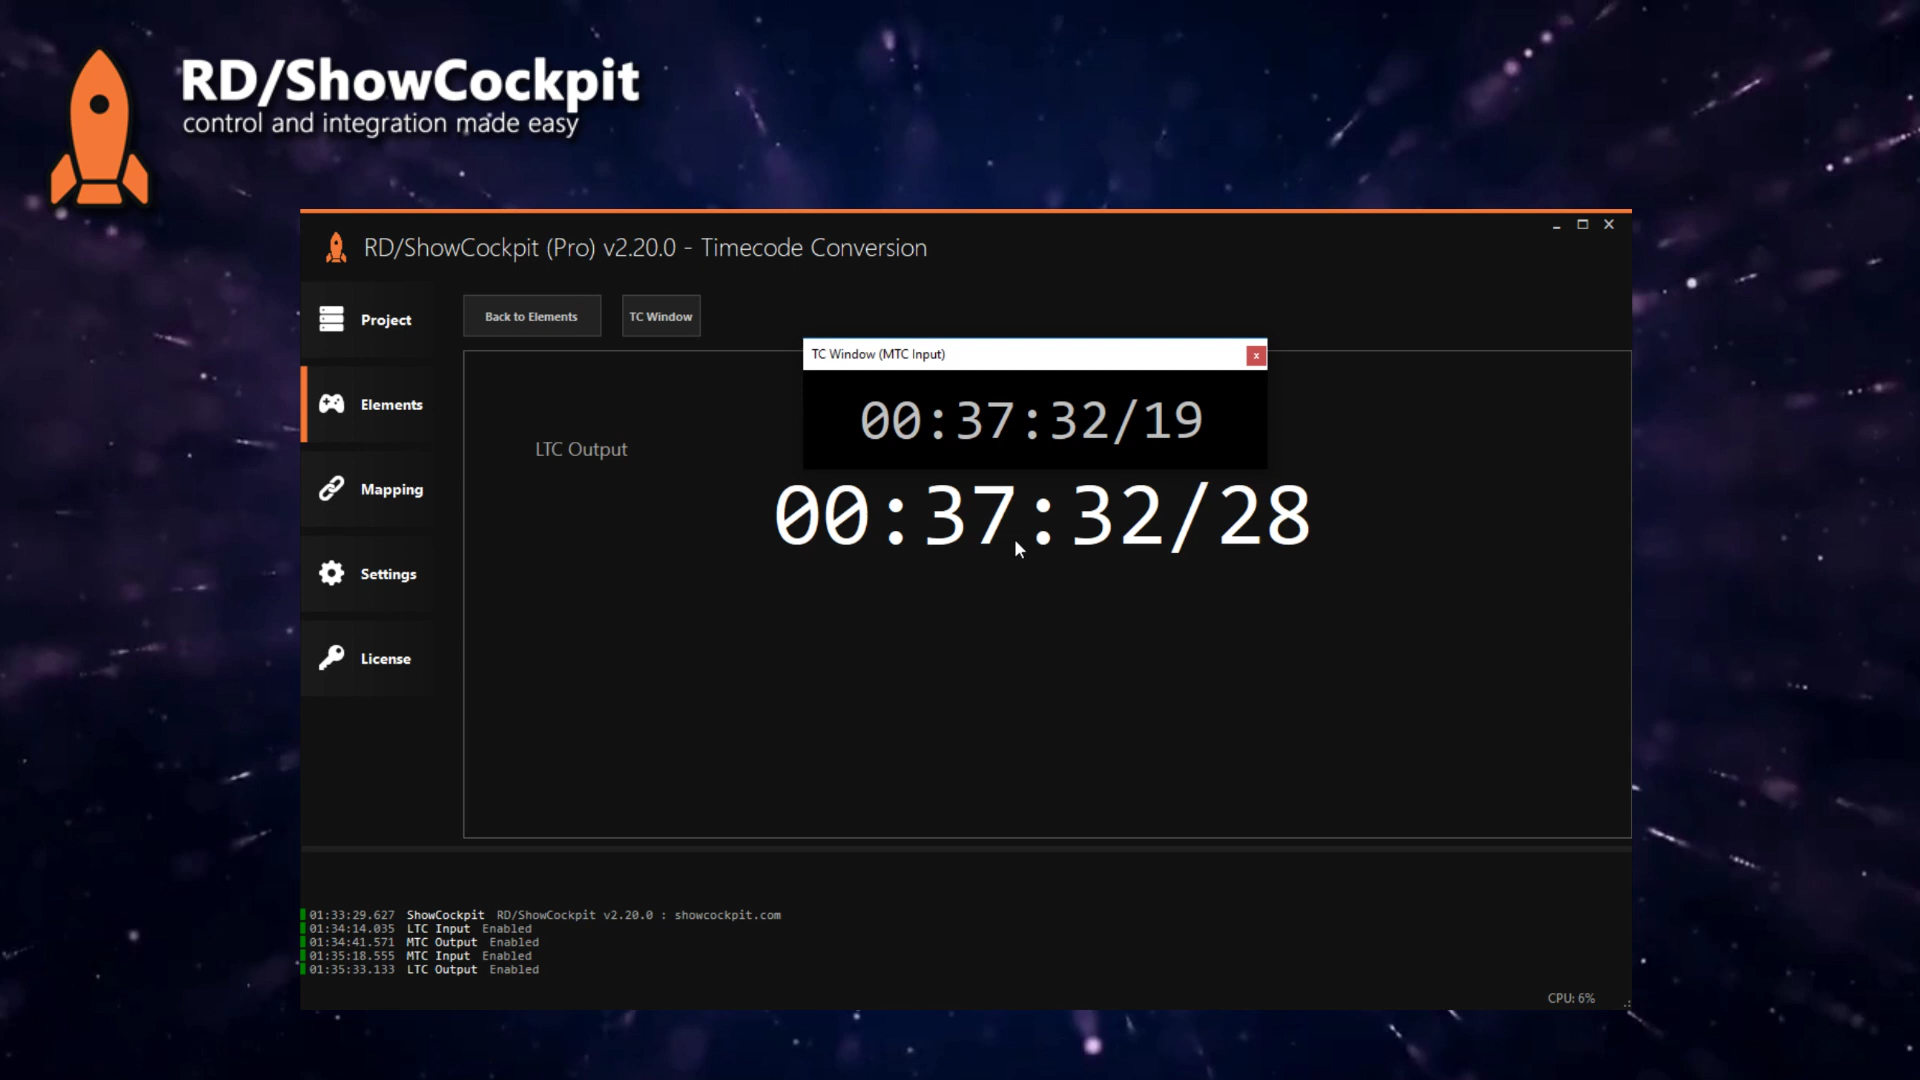 RD/ShowCockpit
control and integration made easy
RD/ShowCockpit (Pro) v2.20.0 - Timecode Conversion
Project
Elements
Mapping
Settings
License
Back to Elements
TC Window
TC Window (MTC Input)
x
00:37:32/19
LTC Output
00:37:32/28
01:33:29.627 ShowCockpit RD/ShowCockpit v2.20.0 : showcockpit.com
01:34:14.035 LTC Input Enabled
01:34:41.571 MTC Output Enabled
01:35:18.555 MTC Input Enabled
01:35:33.133 LTC Output Enabled
CPU: 6%